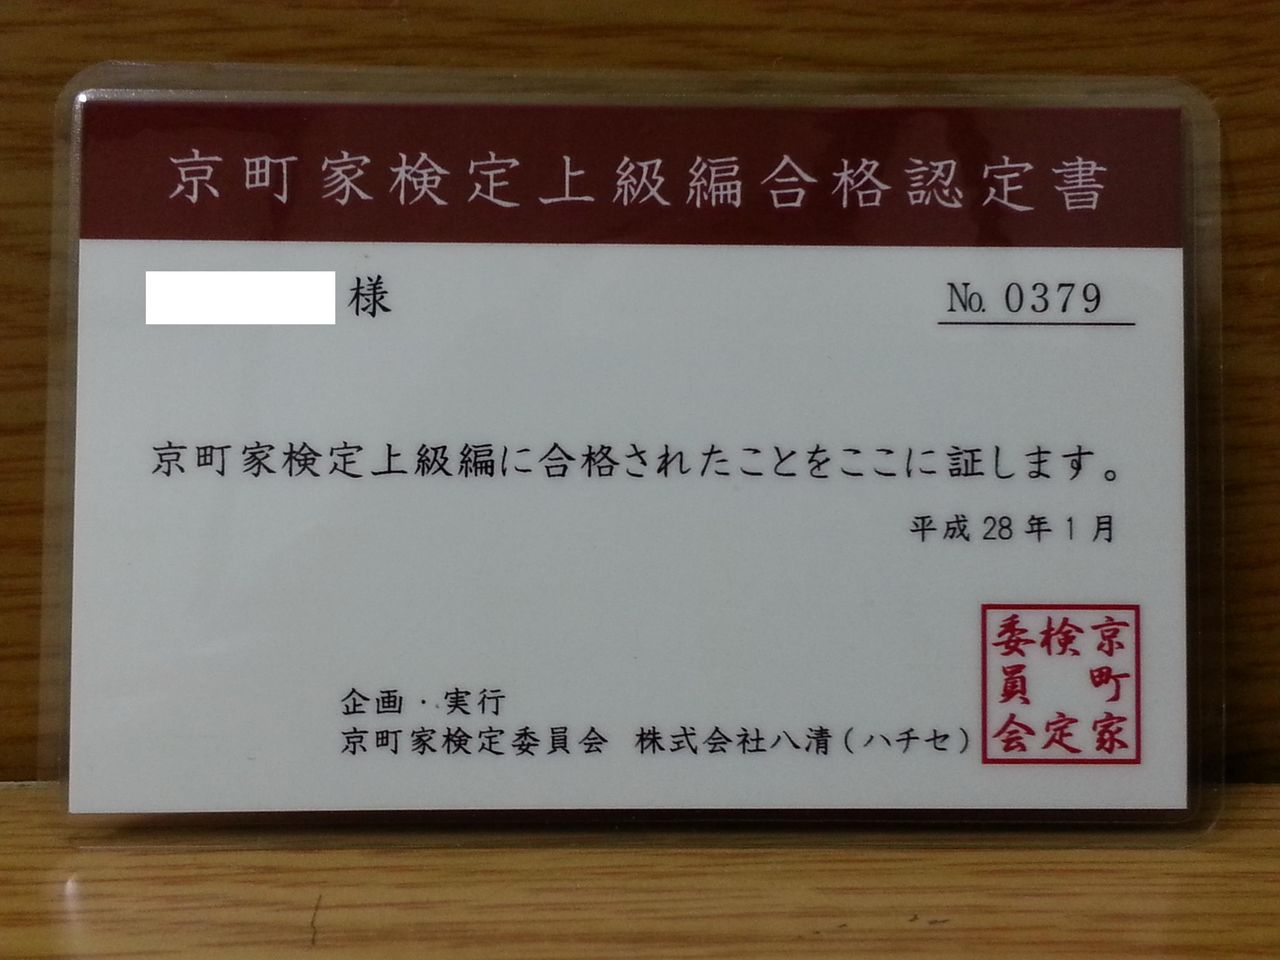 京町家検定上級編合格認定書
様
№ 0379
京町家検定上級編に合格されたことをここに証します。
平成 28 年 1 月
企画・実行
京町家検定委員会 株式会社八清(ハチセ)
京町家
検定
委員会